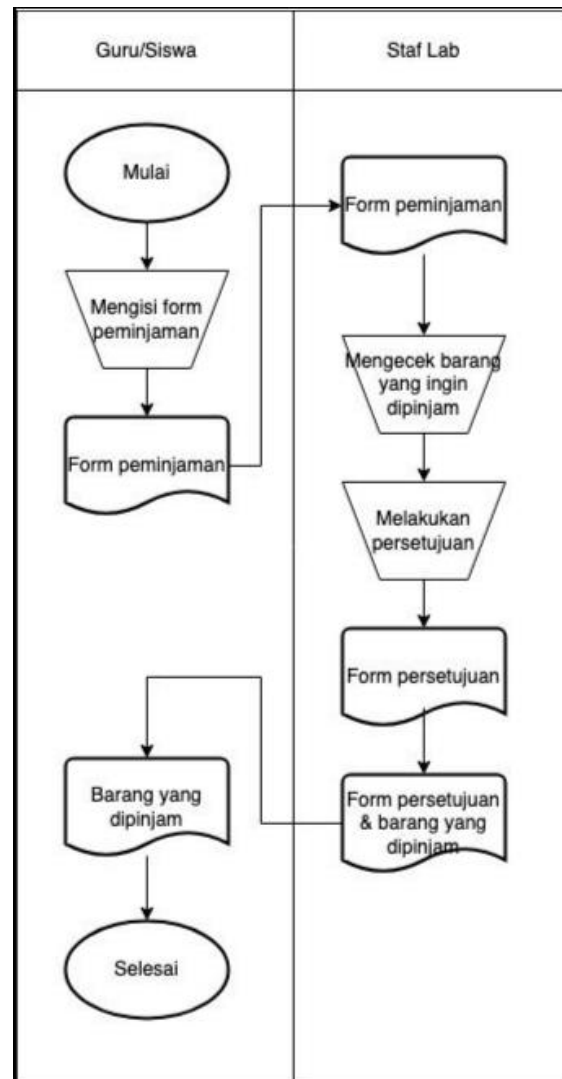 Guru/Siswa
Staf Lab
Mulai
Mengisi form
peminjaman
Form peminjaman
Form peminjaman
Mengecek barang
yang ingin
dipinjam
Melakukan
persetujuan
Form persetujuan
Form persetujuan
& barang yang
dipinjam
Barang yang
dipinjam
Selesai